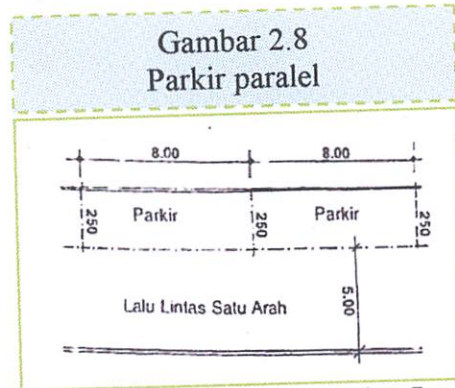 Gambar 2.8
Parkir paralel
8.00 8.00
250 Parkir 250 Parkir 250
Lalu Lintas Satu Arah 5.00